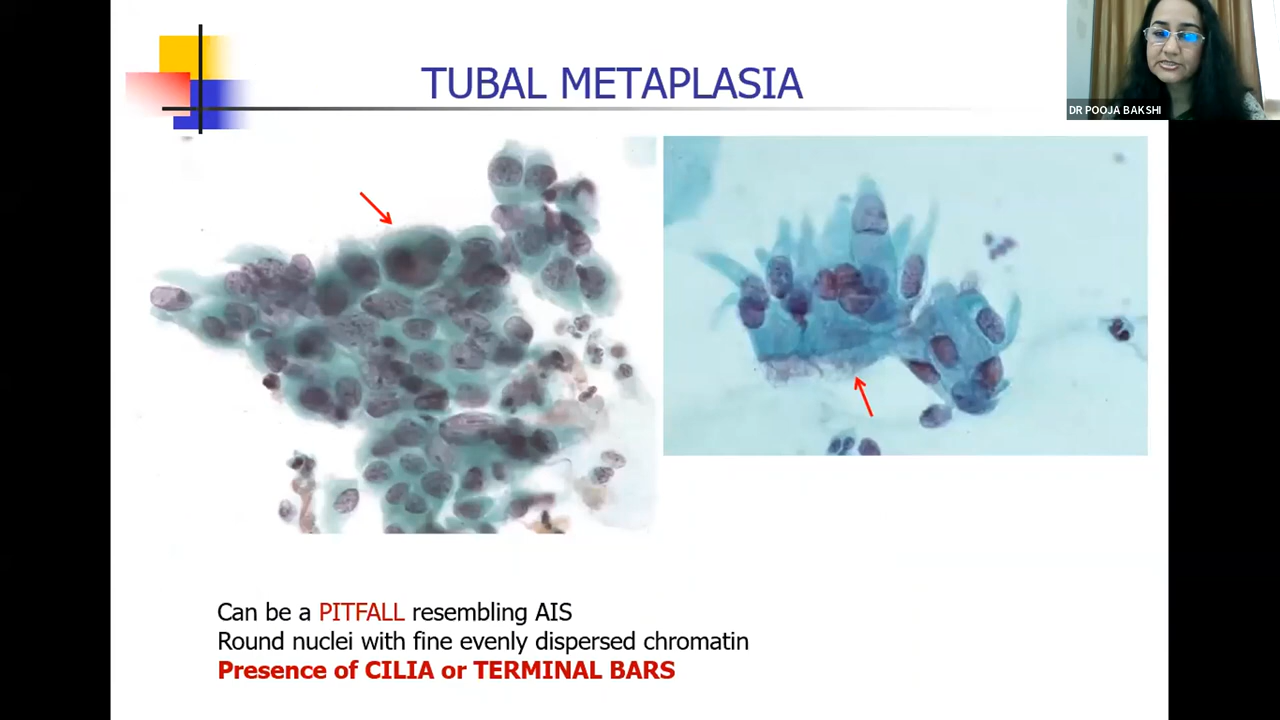 TUBAL METAPLASIA
DR POOJA BAKSHI
Can be a PITFALL resembling AIS
Round nuclei with fine evenly dispersed chromatin
Presence of CILIA or TERMINAL BARS